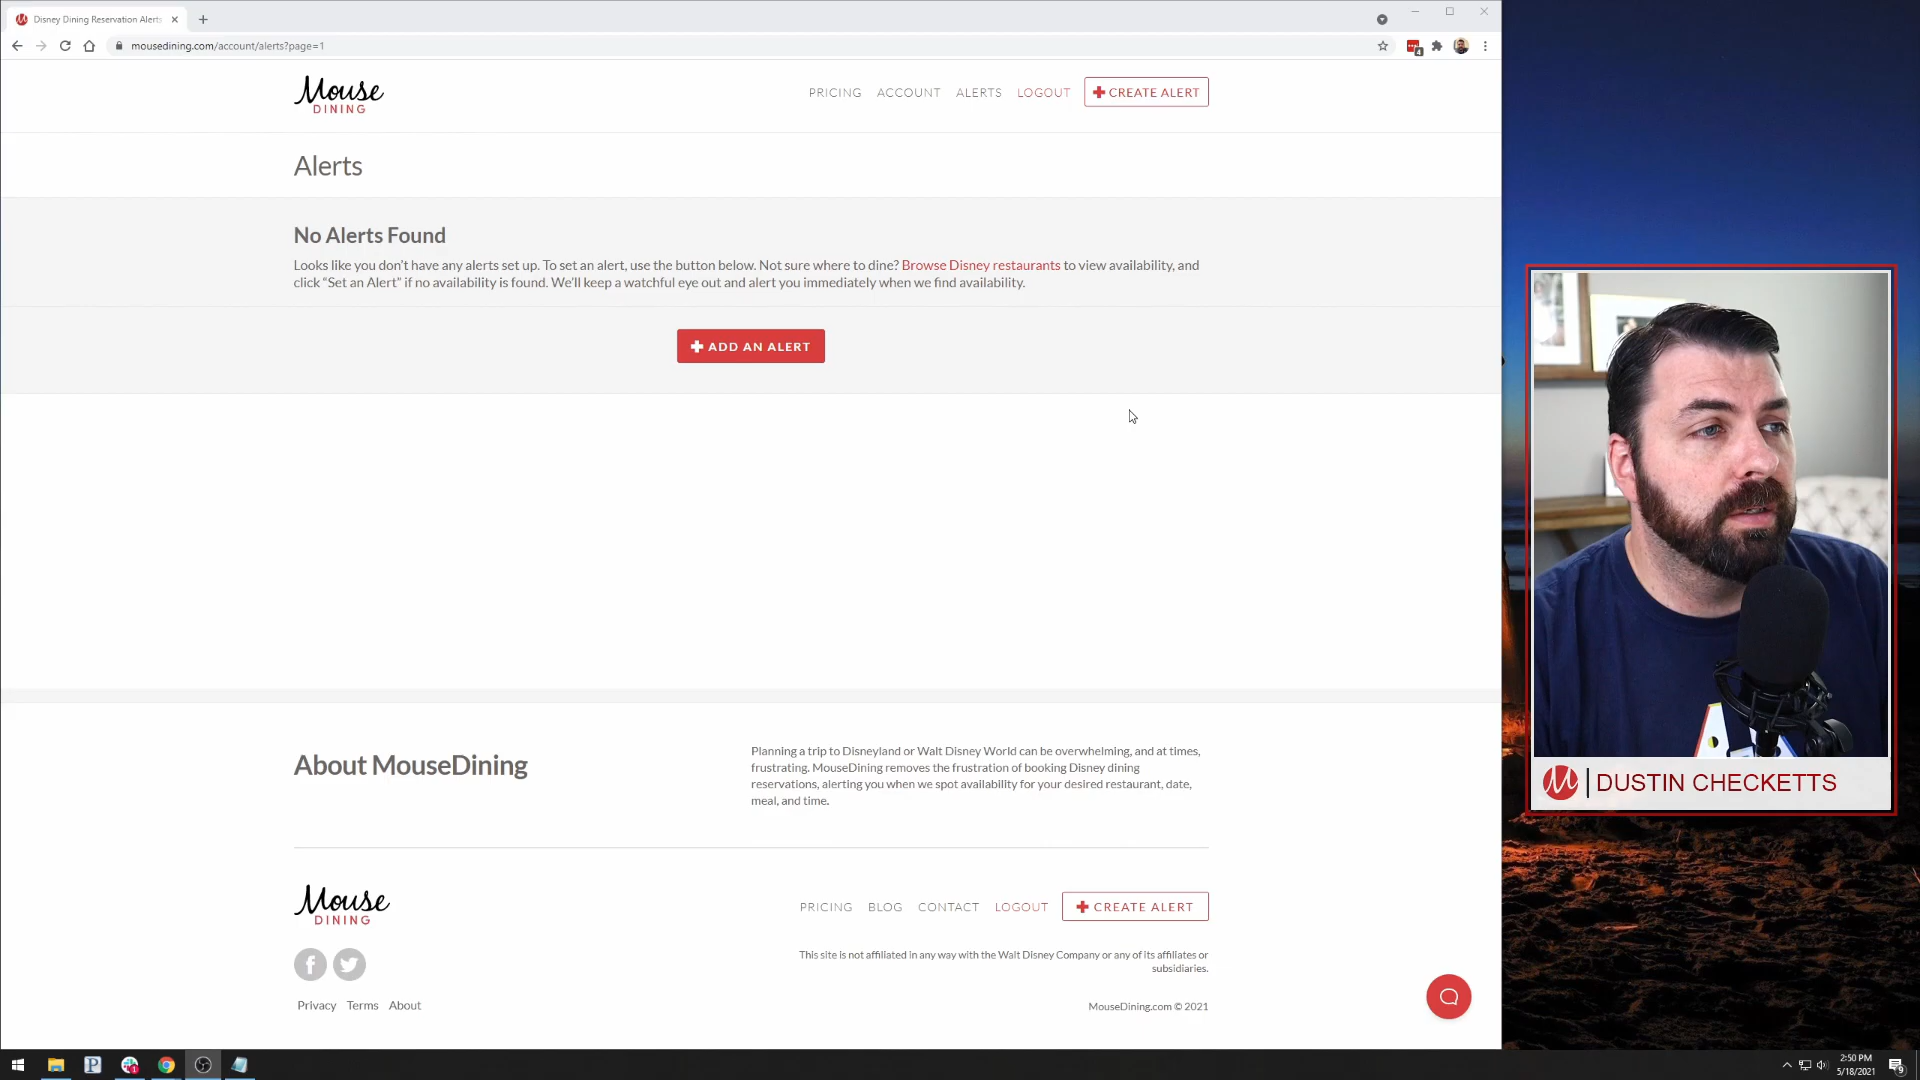 Disney Dining Reservation Alerts
mousedining.com/account/alerts?page=1
Mouse
DINING
PRICING ACCOUNT ALERTS LOGOUT CREATE ALERT
Alerts
No Alerts Found
Looks like you don't have any alerts set up. To set an alert, use the button below. Not sure where to dine? Browse Disney restaurants to view availability, and
click “Set an Alert” if no availability is found. We'll keep a watchful eye out and alert you immediately when we find availability.
ADD AN ALERT
DUSTIN CHECKETTS
About MouseDining
Planning a trip to Disneyland or Walt Disney World can be overwhelming, and at times,
frustrating. MouseDining removes the frustration of booking Disney dining
reservations, alerting you when we spot availability for your desired restaurant, date,
meal, and time.
Mouse
DINING
PRICING BLOG CONTACT LOGOUT CREATE ALERT
This site is not affiliated in any way with the Walt Disney Company or any of its affiliates or
subsidiaries.
Privacy Terms About
MouseDining.com © 2021
2:50 PM
5/18/2021